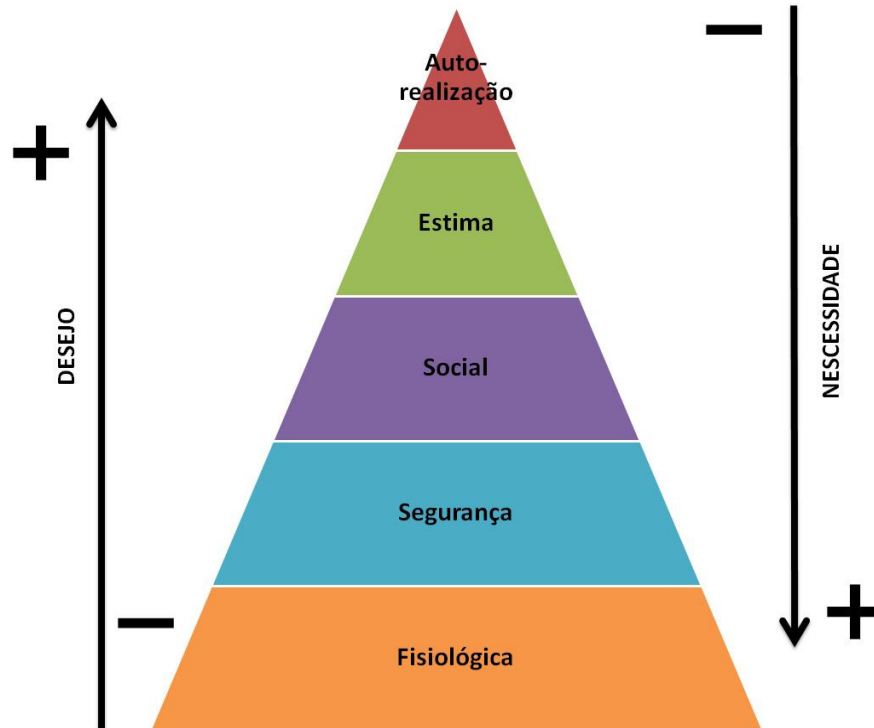 Auto-
realização
Estima
Social
Segurança
Fisiológica
DESEJO
NESCESSIDADE